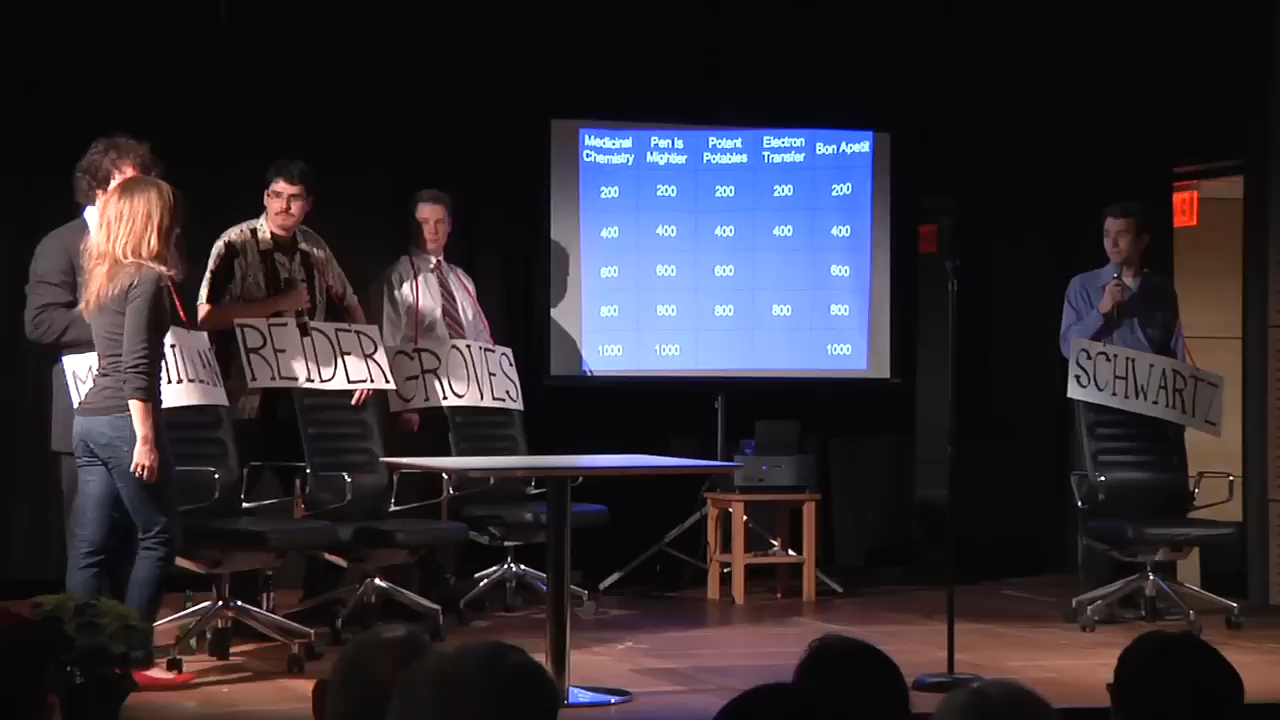 Medicinal Chemistry
Pen Is Mightier
Potent Potables
Electron Transfer
Bon Apetit
200 200 200 200 200
400 400 400 400 400
600 600 600 600
800 800 800 800 800
1000 1000 1000
REIDER
GROVES
SCHWARTZ